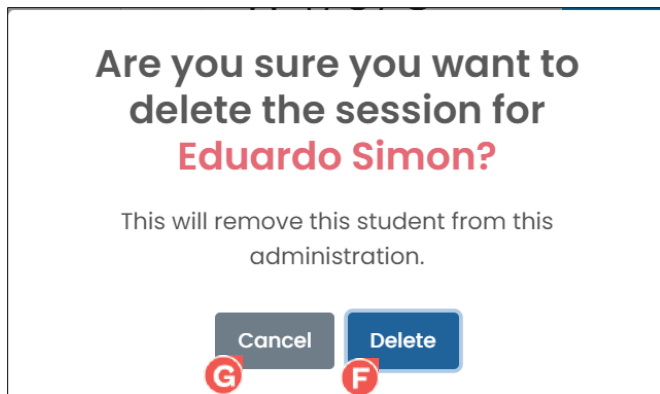 Are you sure you want to
delete the session for
Eduardo Simon?
This will remove this student from this
administration.
Cancel
Delete
G
F